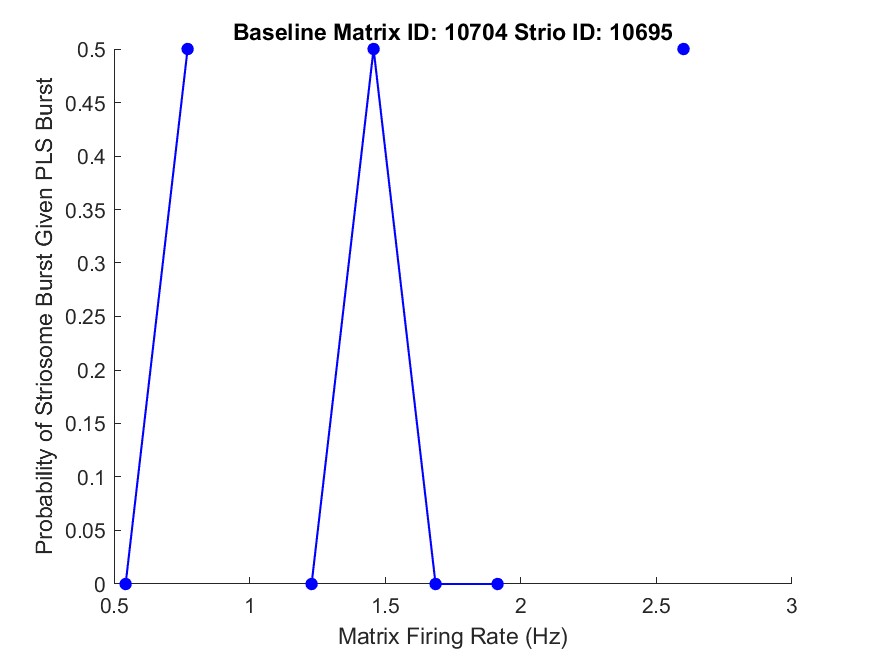 Baseline Matrix ID: 10704 Strio ID: 10695
Probability of Striosome Burst Given PLS Burst
0.5
0.45
0.4
0.35
0.3
0.25
0.2
0.15
0.1
0.05
0
0.5 1 1.5 2 2.5 3
Matrix Firing Rate (Hz)